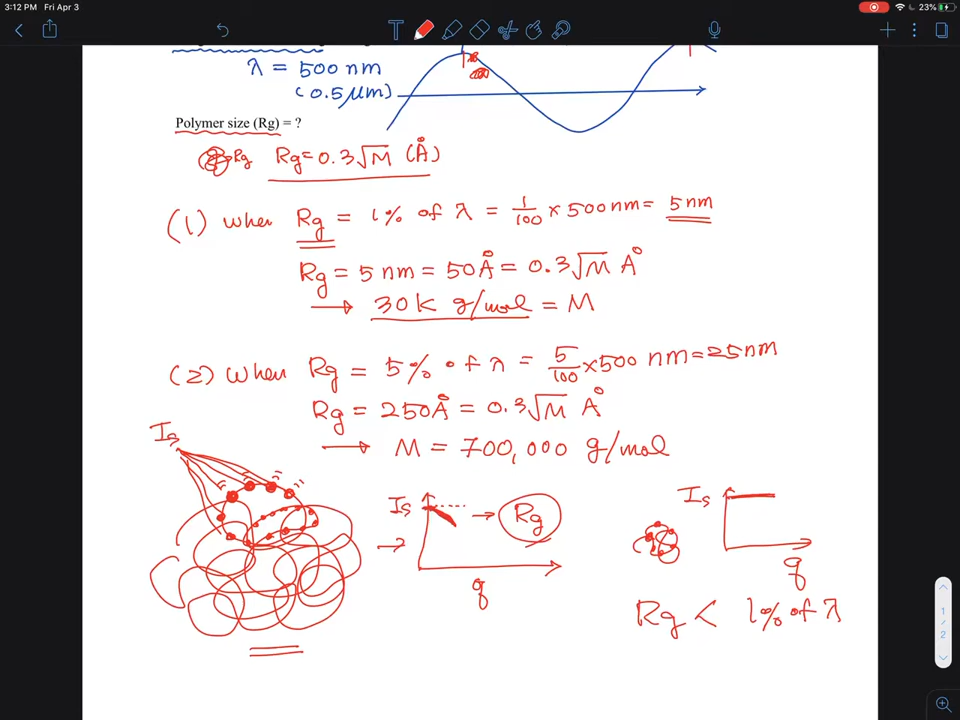 3:12 PM Fri Apr 3
23%
λ = 500 nm
(0.5 μm)
Polymer size (Rg) = ?
Rg Rg = 0.3 √M (Å)
(1) when Rg = 1% of λ = 1/100 × 500 nm = 5 nm
Rg = 5 nm = 50 Å = 0.3 √M Å
→ 30K g/mol = M
(2) when Rg = 5% of λ = 5/100 × 500 nm = 25 nm
Rg = 250 Å = 0.3 √M Å
→ M = 700,000 g/mol
Is
Is → Rg
→
q
Is
q
Rg < 1% of λ
1/2